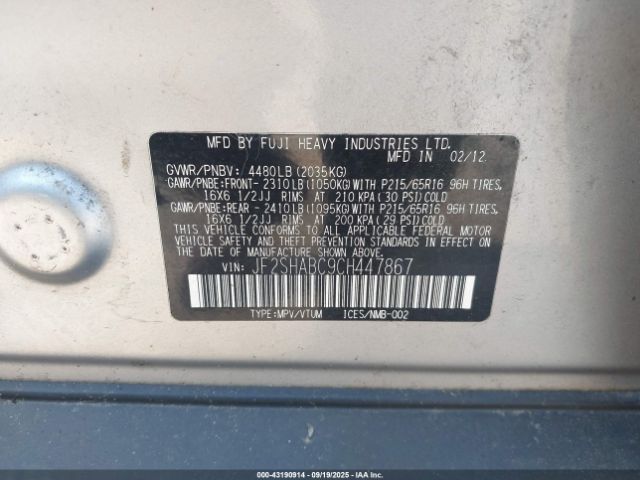 MFD BY FUJI HEAVY INDUSTRIES LTD.
MFD IN 02/12
GVWR/PNBV: 4480LB(2035KG)
GAWR/PNBE:FRONT- 2310LB(1050KG)WITH P215/65R16 96H TIRES,
16X6 1/2JJ RIMS AT 210 KPA(30 PSI)COLD
GAWR/PNBE:REAR - 2410LB(1095KG)WITH P215/65R16 96H TIRES,
16X6 1/2JJ RIMS AT 200 KPA(29 PSI)COLD
THIS VEHICLE CONFORMS TO ALL APPLICABLE FEDERAL MOTOR
VEHICLE SAFETY AND THEFT PREVENTION STANDARDS IN EFFECT
ON THE DATE OF MANUFACTURE SHOWN ABOVE.
VIN: JF2SHABC9CH447867
TYPE:MPV/VTUM ICES/NMB-002
000-43190914 - 09/19/2025 - IAAI.COM